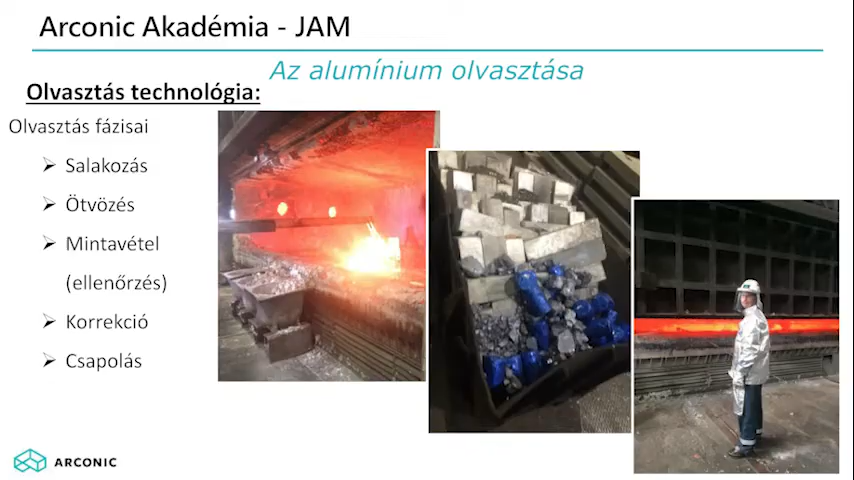 Arconic Akadémia - JAM
Az alumínium olvasztása
Olvasztás technológia:
Olvasztás fázisai
➢ Salakozás
➢ Ötvözés
➢ Mintavétel
(ellenőrzés)
➢ Korrekció
➢ Csapolás
ARCONIC